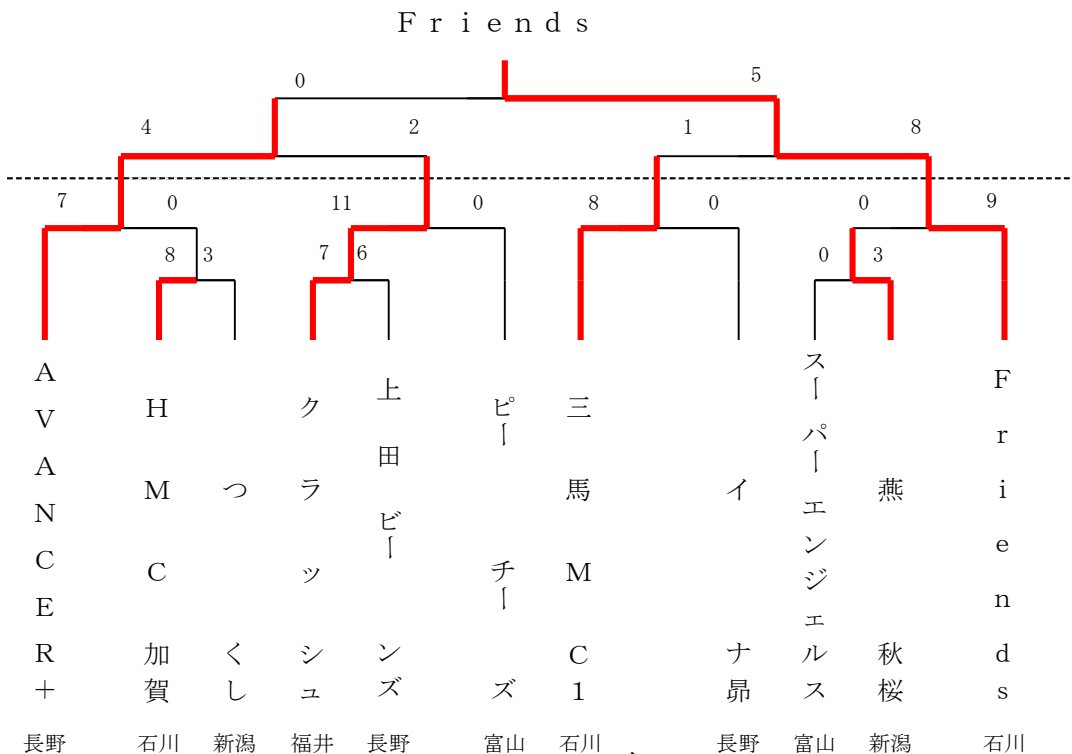 Friends
0 5
4 2 1 8
7 0 11 0 8 0 0 9
8 3 7 6 0 3
AVANCER+
HMC加賀
つくし
クラッシュ
上田ビーンズ
ピーチーズ
三馬MC1
イナ昴
スーパーエンジェルス
燕秋桜
Friends
長野 石川 新潟 福井 長野 富山 石川 , 長野 富山 新潟 石川